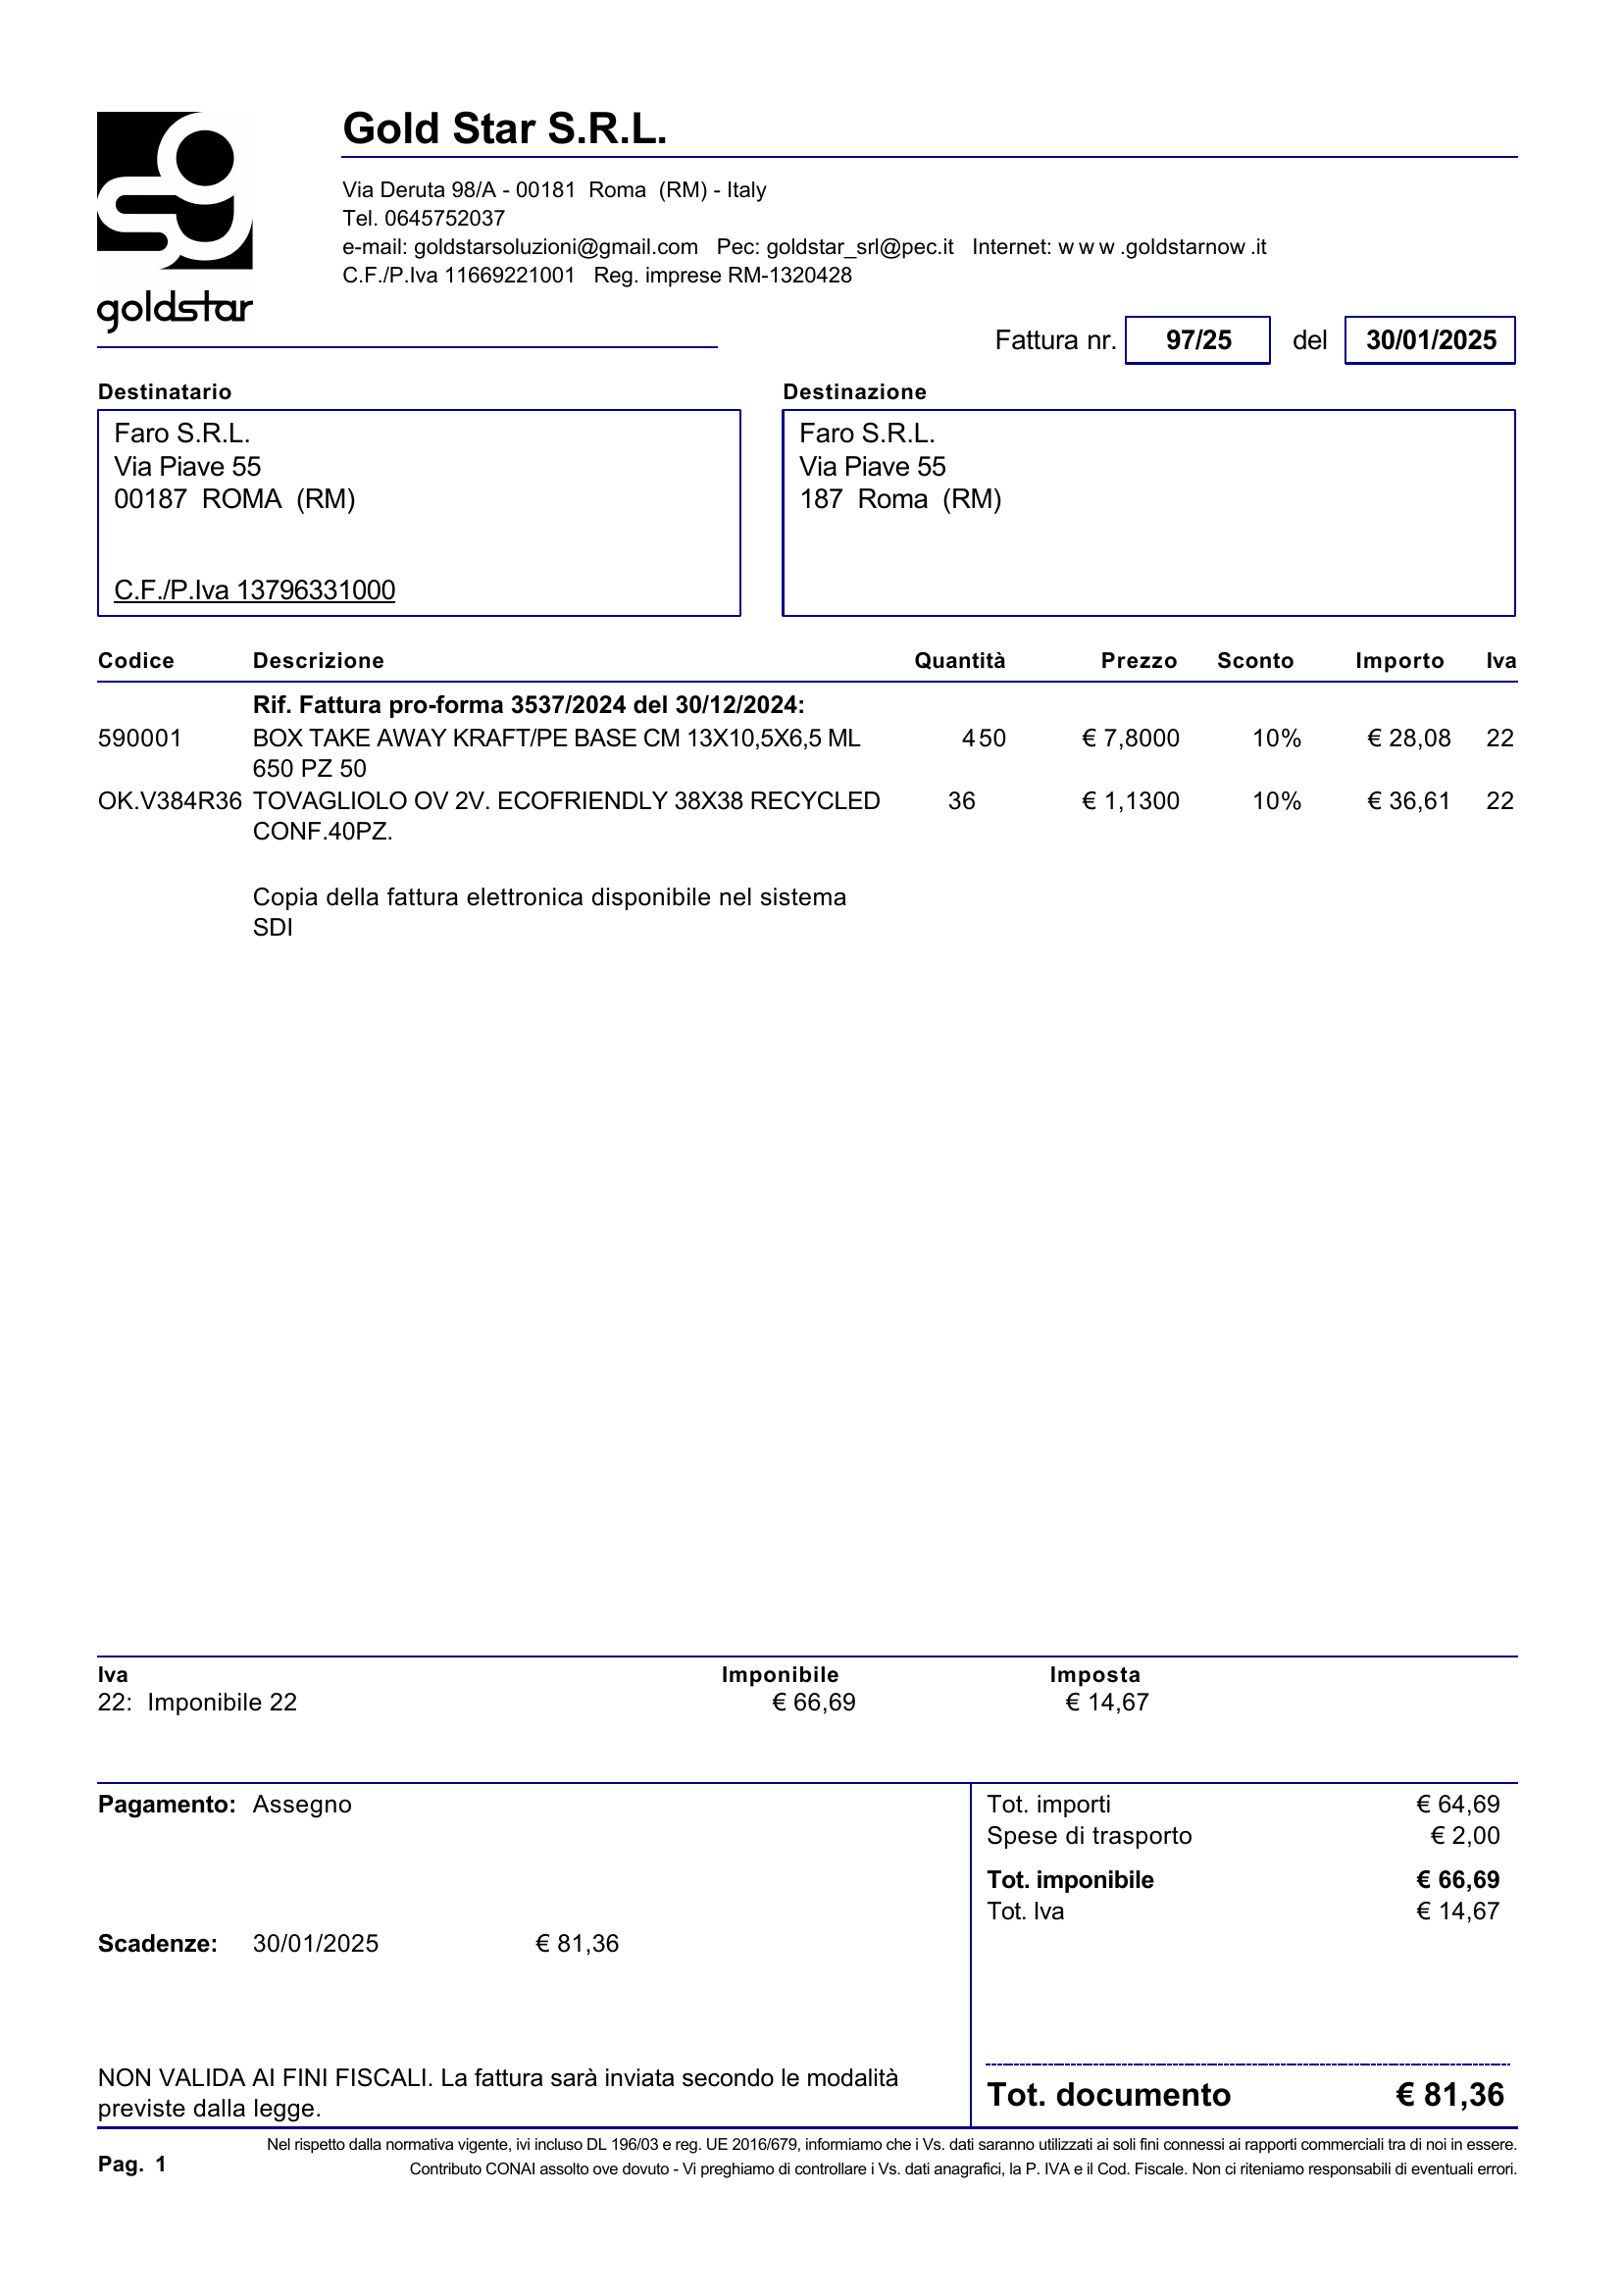 Gold Star S.R.L.
Via Deruta 98/A - 00181 Roma (RM) - Italy
Tel. 0645752037
e-mail: goldstarsoluzioni@gmail.com Pec: goldstar_srl@pec.it Internet: www.goldstarnow.it
C.F./P.Iva 11669221001 Reg. imprese RM-1320428
goldstar
Fattura nr. 97/25 del 30/01/2025
Destinatario Destinazione
Faro S.R.L. Faro S.R.L.
Via Piave 55 Via Piave 55
00187 ROMA (RM) 187 Roma (RM)
C.F./P.Iva 13796331000
Codice Descrizione Quantità Prezzo Sconto Importo Iva
Rif. Fattura pro-forma 3537/2024 del 30/12/2024:
590001 BOX TAKE AWAY KRAFT/PE BASE CM 13X10,5X6,5 ML 450 € 7,8000 10% € 28,08 22
650 PZ 50
OK.V384R36 TOVAGLIOLO OV 2V. ECOFRIENDLY 38X38 RECYCLED 36 € 1,1300 10% € 36,61 22
CONF.40PZ.
Copia della fattura elettronica disponibile nel sistema
SDI
Iva Imponibile Imposta
22: Imponibile 22 € 66,69 € 14,67
Pagamento: Assegno Tot. importi € 64,69
Spese di trasporto € 2,00
Tot. imponibile € 66,69
Tot. Iva € 14,67
Scadenze: 30/01/2025 € 81,36
NON VALIDA AI FINI FISCALI. La fattura sarà inviata secondo le modalità
previste dalla legge.
Tot. documento € 81,36
Nel rispetto dalla normativa vigente, ivi incluso DL 196/03 e reg. UE 2016/679, informiamo che i Vs. dati saranno utilizzati ai soli fini connessi ai rapporti commerciali tra di noi in essere.
Pag. 1 Contributo CONAI assolto ove dovuto - Vi preghiamo di controllare i Vs. dati anagrafici, la P. IVA e il Cod. Fiscale. Non ci riteniamo responsabili di eventuali errori.